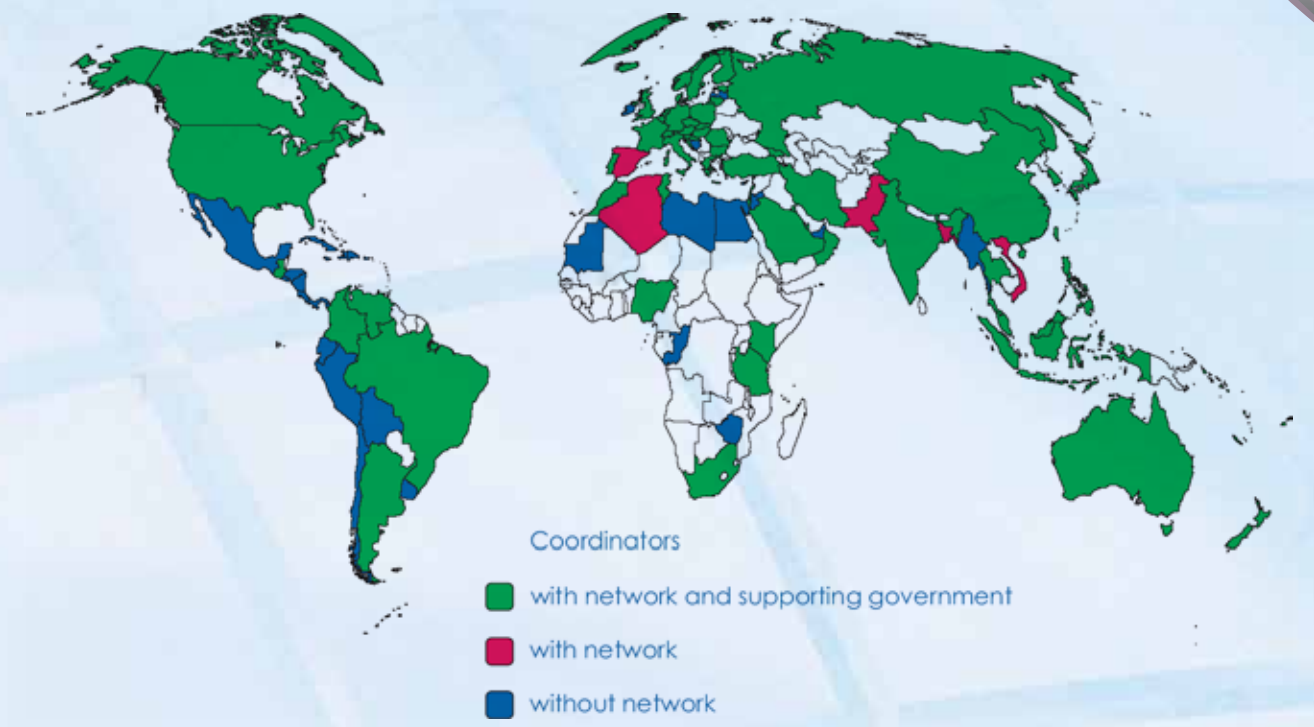 Coordinators
with network and supporting government
with network
without network